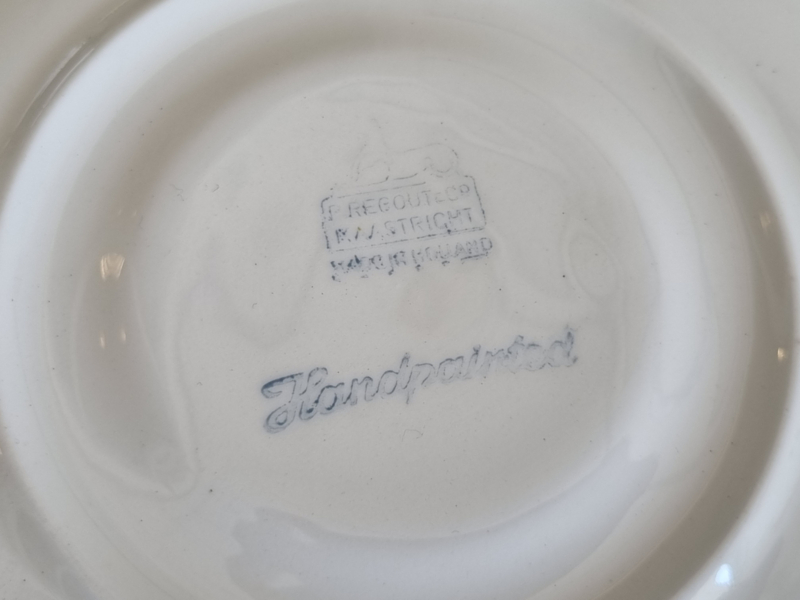 P. REGOUT & Co
MAASTRICHT
Made in Holland
Handpainted